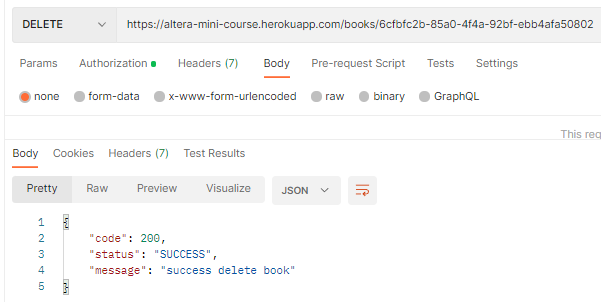 DELETE https://altera-mini-course.herokuapp.com/books/6cfbfc2b-85a0-4f4a-92bf-ebb4afa50802
Params Authorization Headers (7) Body Pre-request Script Tests Settings
none form-data x-www-form-urlencoded raw binary GraphQL
This req
Body Cookies Headers (7) Test Results
Pretty Raw Preview Visualize JSON
1 {
2 "code": 200,
3 "status": "SUCCESS",
4 "message": "success delete book"
5 }